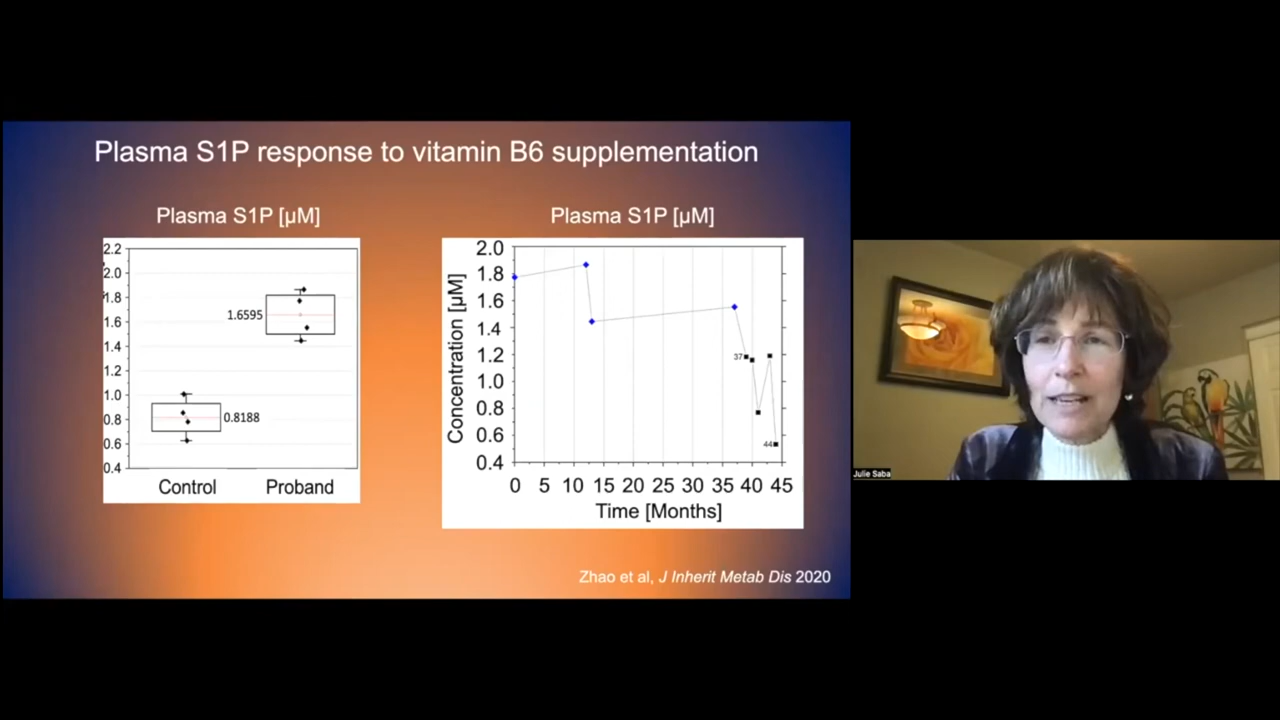 Plasma S1P response to vitamin B6 supplementation
Plasma S1P [µM]
2.2
2.0
1.8
1.6
1.4
1.2
1.0
0.8
0.6
0.4
1.6595
0.8188
Control Proband
Plasma S1P [µM]
Concentration [µM]
2.0
1.8
1.6
1.4
1.2
1.0
0.8
0.6
0.4
37
44
0 5 10 15 20 25 30 35 40 45
Time [Months]
Zhao et al, J Inherit Metab Dis 2020
Julie Saba